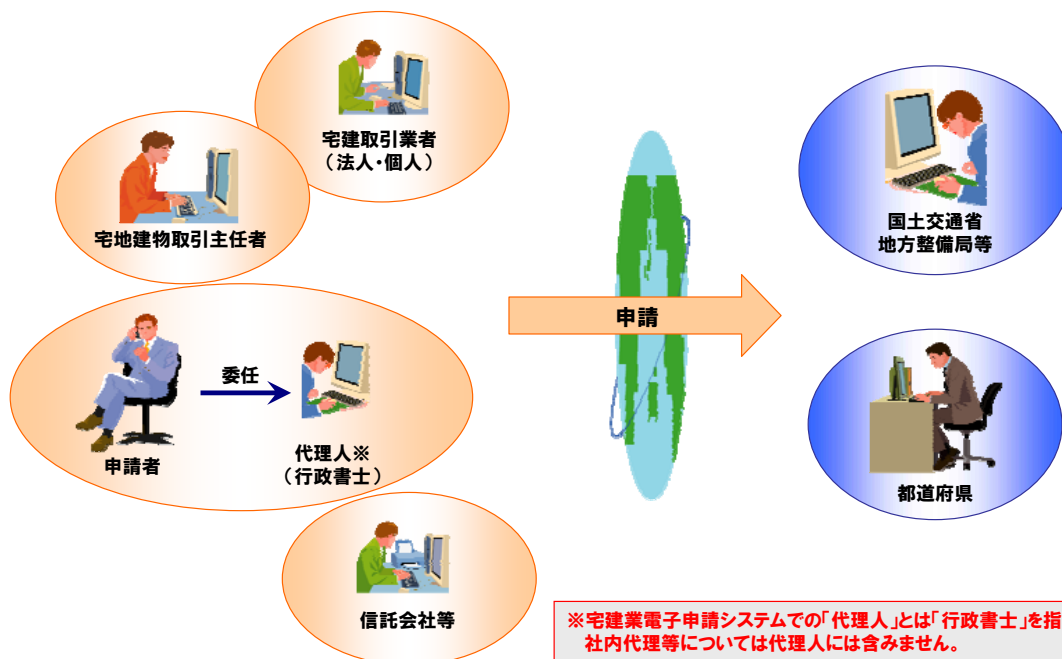 宅建取引業者
（法人・個人）
宅地建物取引主任者
委任
申請者
代理人※
（行政書士）
信託会社等
申請
国土交通省
地方整備局等
都道府県
※宅建業電子申請システムでの「代理人」とは「行政書士」を指
社内代理等については代理人には含みません。